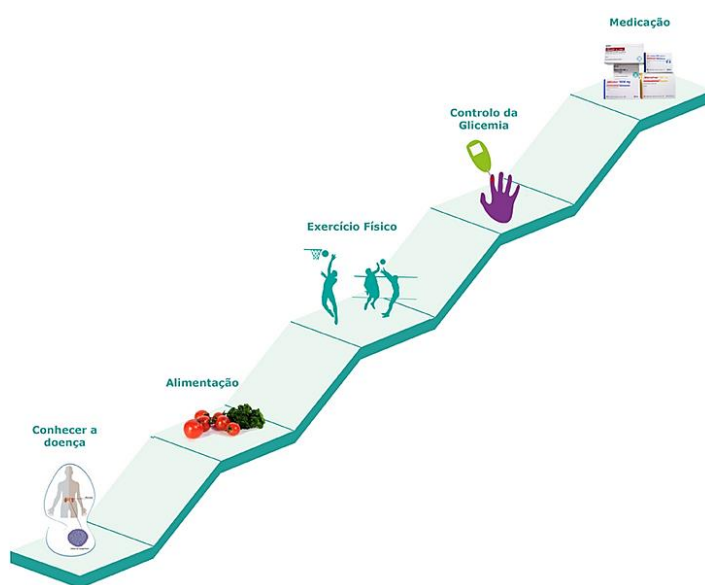 Medicação
Controlo da
Glicemia
Exercício Físico
Alimentação
Conhecer a
doença